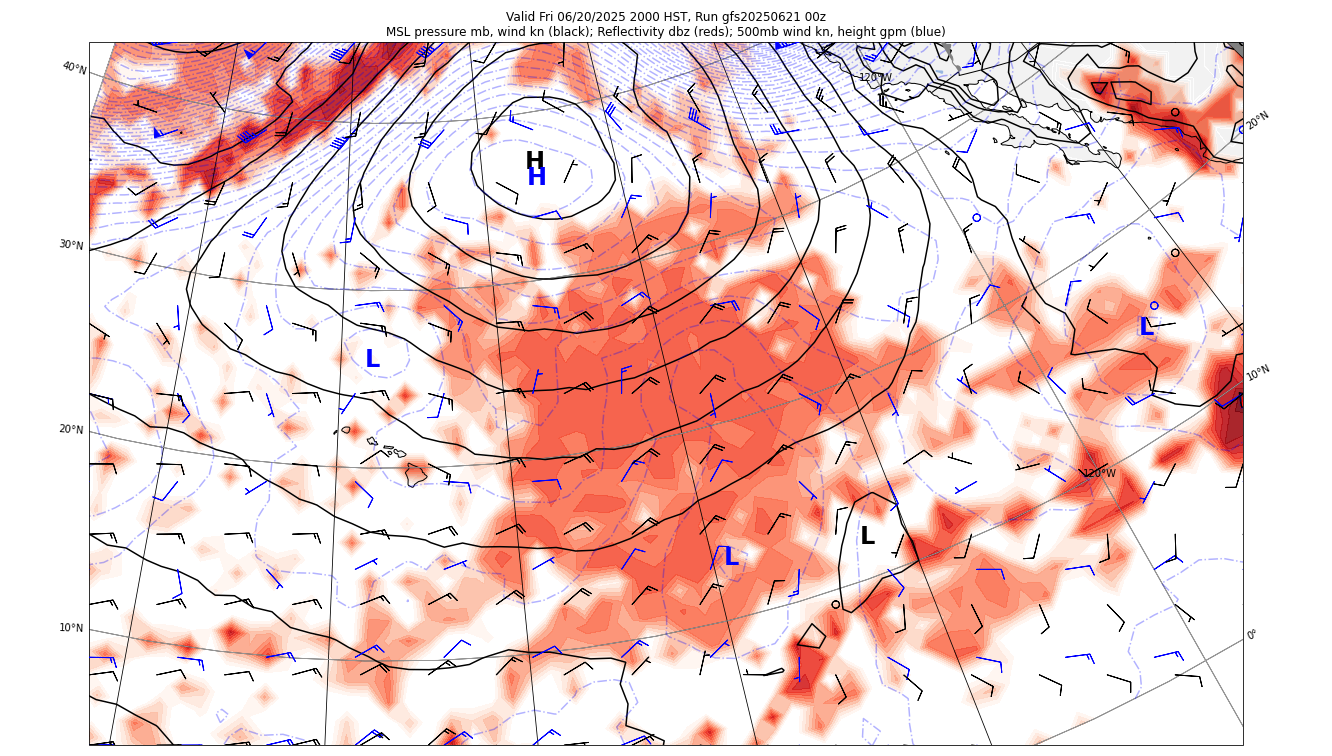 Valid Fri 06/20/2025 2000 HST, Run gfs20250621 00z
MSL pressure mb, wind kn (black); Reflectivity dbz (reds); 500mb wind kn, height gpm (blue)
40°N
120°W
20°N
H
H
30°N
L
L
10°N
20°N
120°W
L
L
10°N
0°